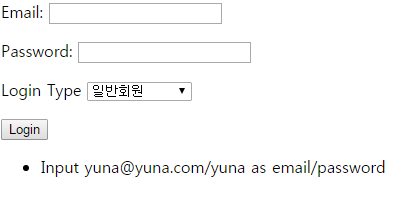 Email:
Password:
Login Type 일반회원
Login
Input yuna@yuna.com/yuna as email/password